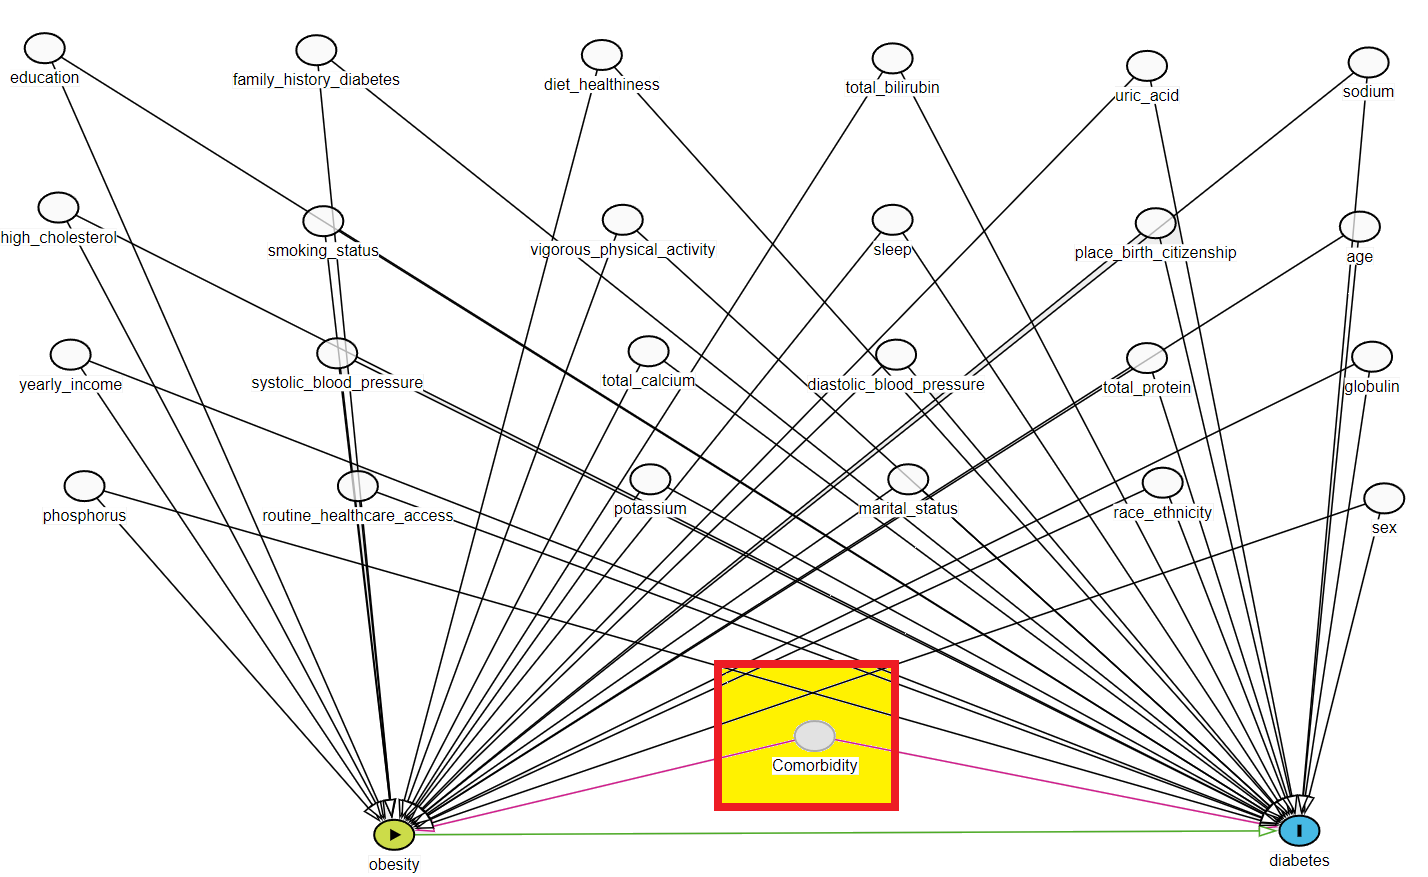 education
family_history_diabetes
diet_healthiness
total_bilirubin
uric_acid
sodium
high_cholesterol
smoking_status
vigorous_physical_activity
sleep
place_birth_citizenship
age
yearly_income
systolic_blood_pressure
total_calcium
diastolic_blood_pressure
total_protein
globulin
phosphorus
routine_healthcare_access
potassium
marital_status
race_ethnicity
sex
Comorbidity
obesity
diabetes